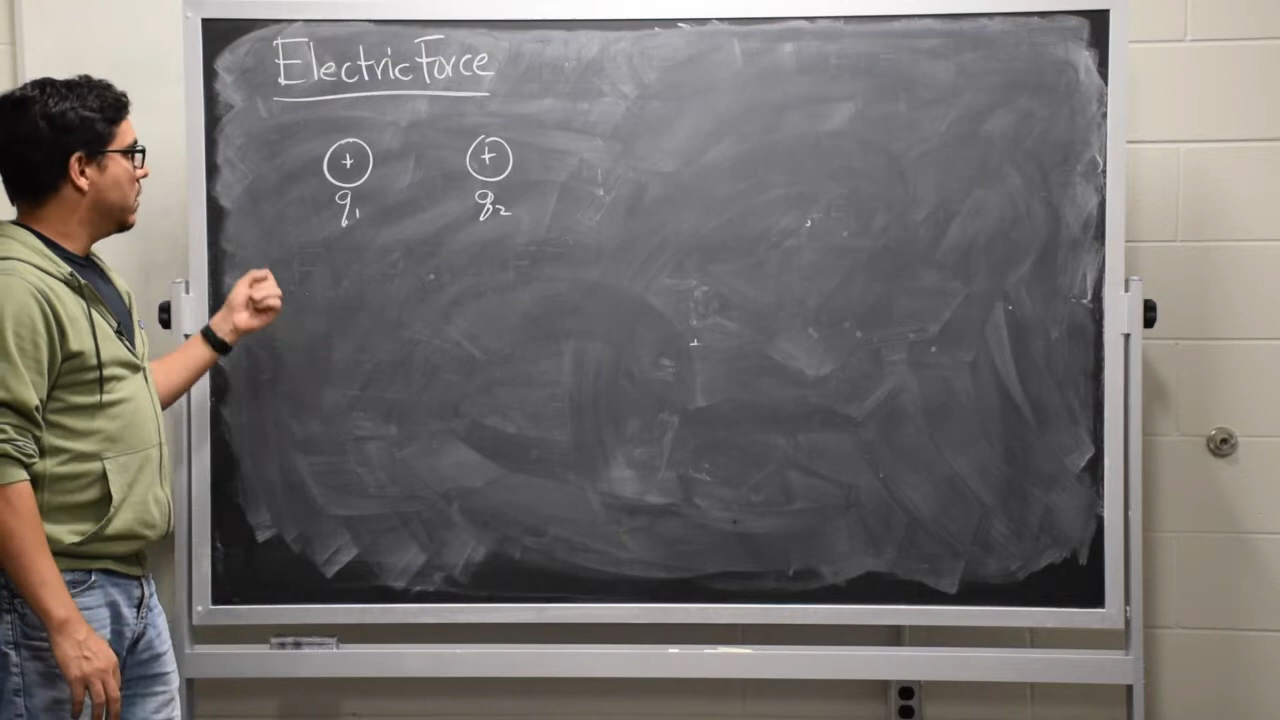 Electric Force
+ +
q₁ q₂